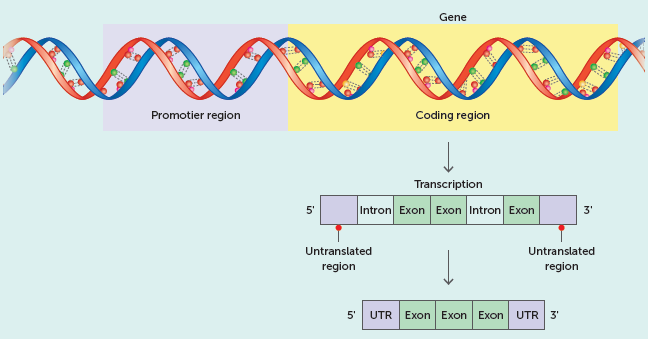 Gene
Promotier region
Coding region
Transcription
5' Intron Exon Exon Intron Exon 3'
Untranslated
region
Untranslated
region
5' UTR Exon Exon Exon UTR 3'